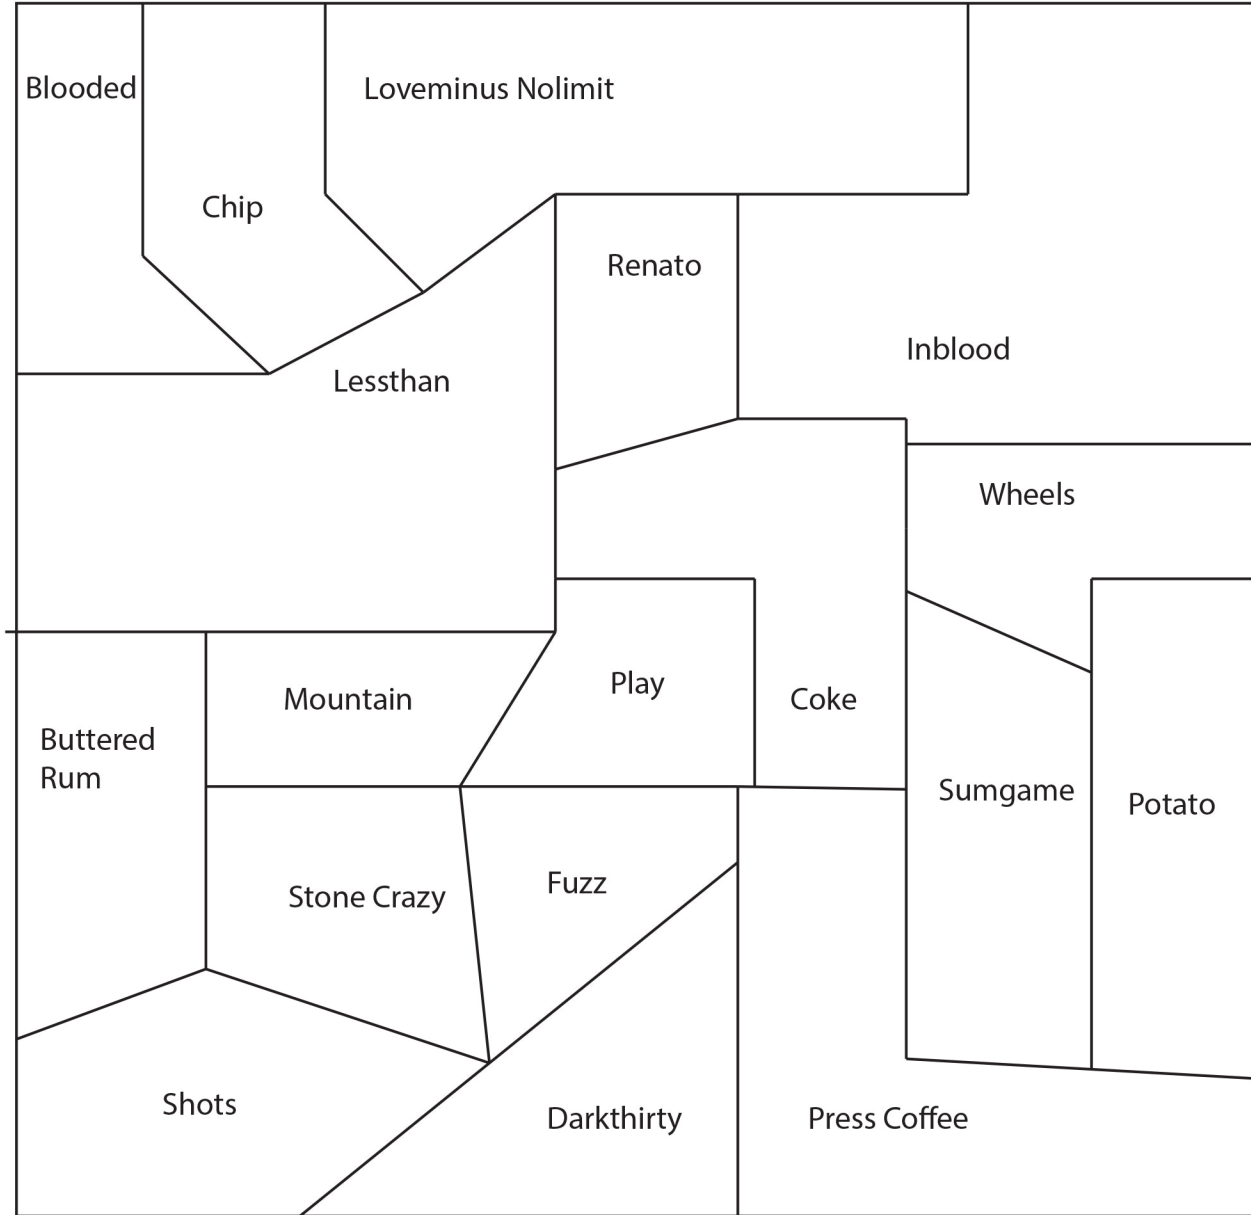 Blooded
Loveminus Nolimit
Chip
Renato
Inblood
Lessthan
Wheels
Play
Mountain
Coke
Buttered
Rum
Sumgame
Potato
Fuzz
Stone Crazy
Shots
Darkthirty
Press Coffee